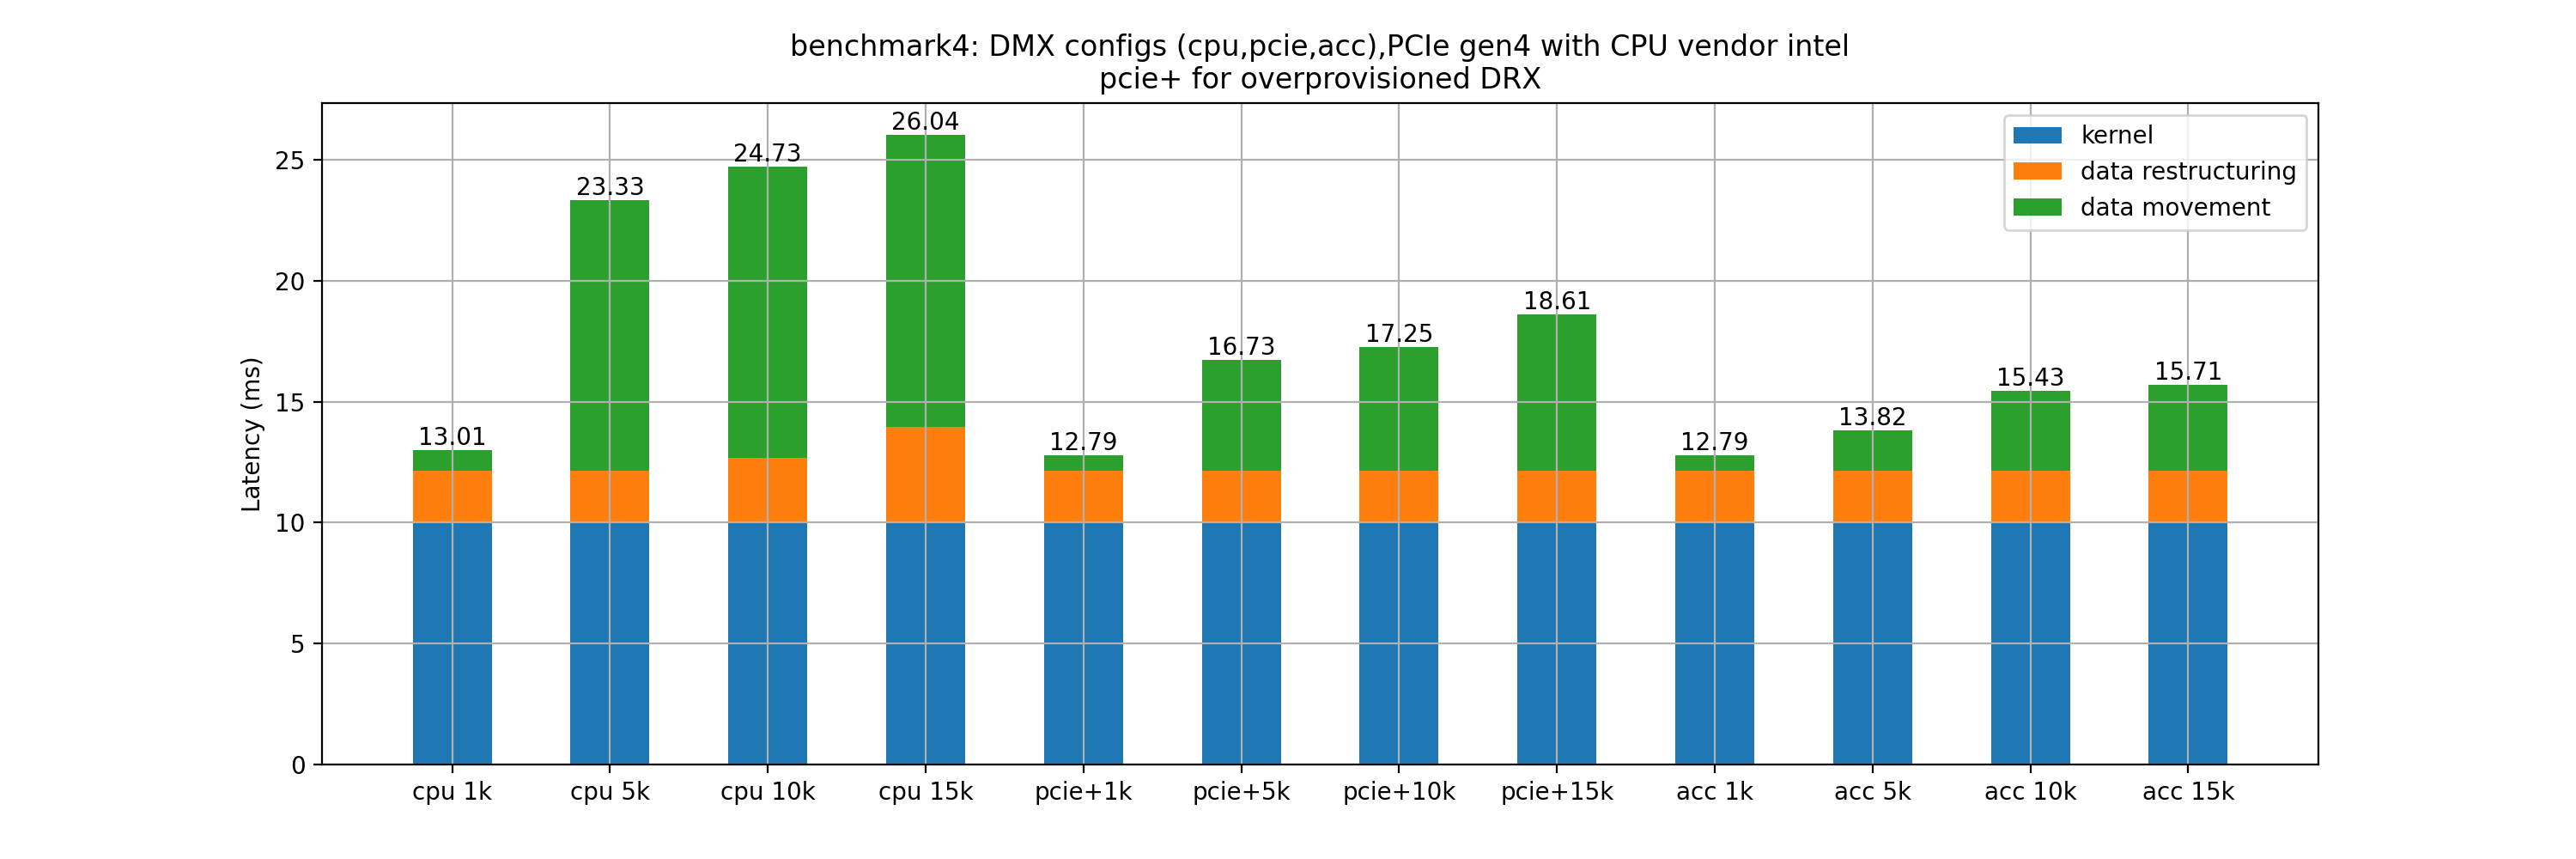 benchmark4: DMX configs (cpu,pcie,acc),PCIe gen4 with CPU vendor intel
pcie+ for overprovisioned DRX
Latency (ms)
25
20
15
10
5
0
13.01
23.33
24.73
26.04
12.79
16.73
17.25
18.61
12.79
13.82
15.43
15.71
kernel
data restructuring
data movement
cpu 1k
cpu 5k
cpu 10k
cpu 15k
pcie+1k
pcie+5k
pcie+10k
pcie+15k
acc 1k
acc 5k
acc 10k
acc 15k